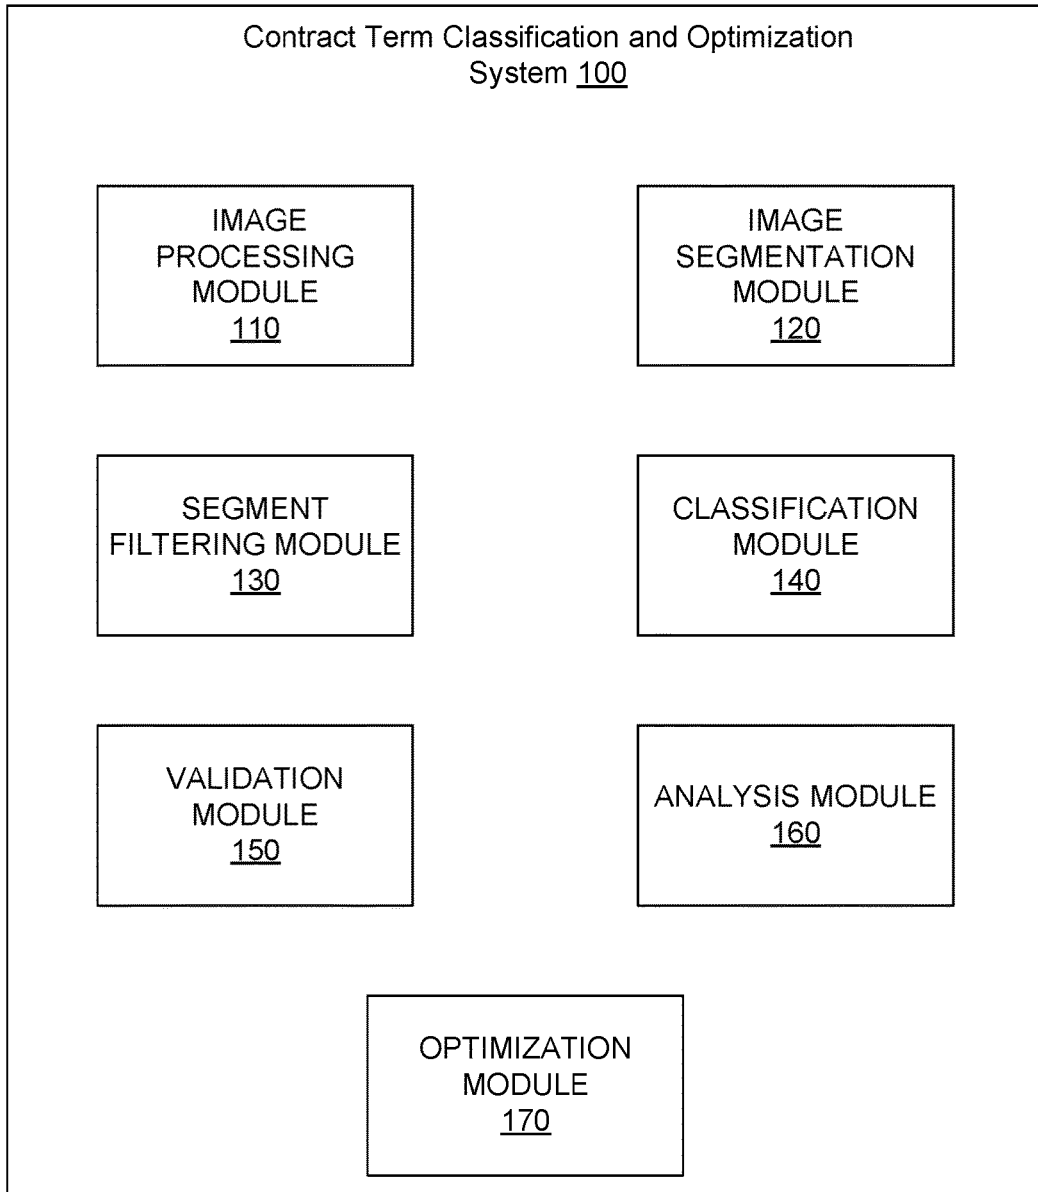 Contract Term Classification and Optimization
System 100
IMAGE
PROCESSING
MODULE
110
IMAGE
SEGMENTATION
MODULE
120
SEGMENT
FILTERING MODULE
130
CLASSIFICATION
MODULE
140
VALIDATION
MODULE
150
ANALYSIS MODULE
160
OPTIMIZATION
MODULE
170